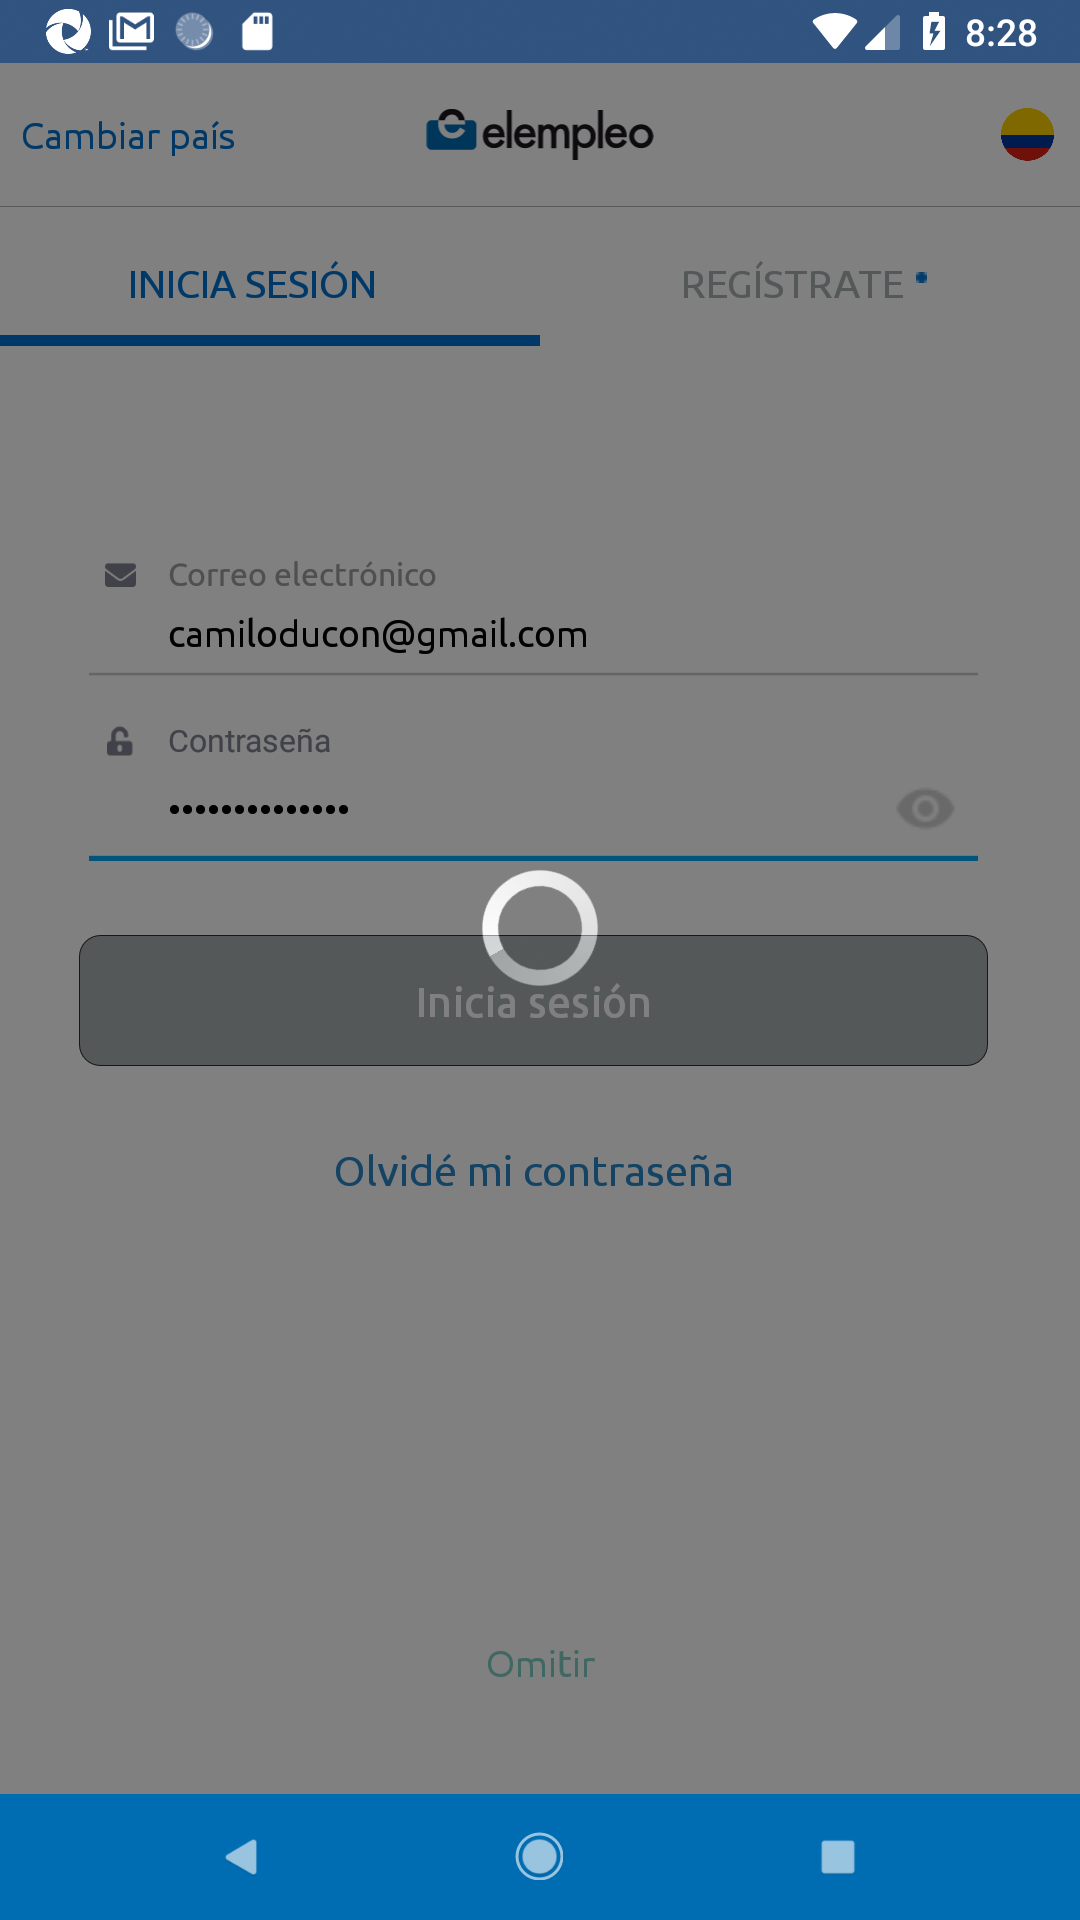 8:28
Cambiar país
elempleo
INICIA SESIÓN
REGÍSTRATE
Correo electrónico
camiloducon@gmail.com
Contraseña
••••••••••••••
Inicia sesión
Olvidé mi contraseña
Omitir